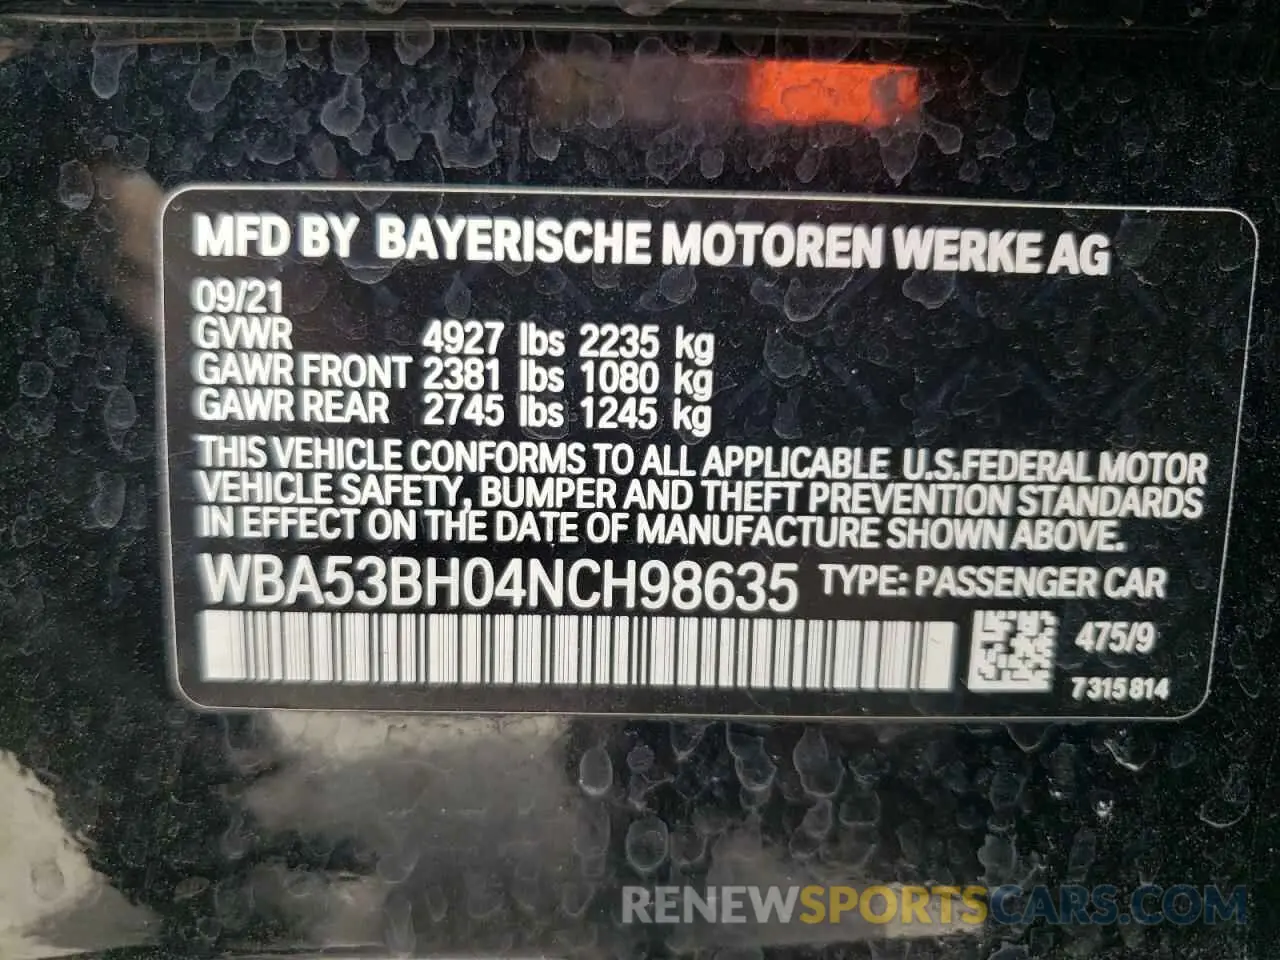 MFD BY BAYERISCHE MOTOREN WERKE AG
09/21
GVWR 4927 lbs 2235 kg
GAWR FRONT 2381 lbs 1080 kg
GAWR REAR 2745 lbs 1245 kg
THIS VEHICLE CONFORMS TO ALL APPLICABLE U.S.FEDERAL MOTOR
VEHICLE SAFETY, BUMPER AND THEFT PREVENTION STANDARDS
IN EFFECT ON THE DATE OF MANUFACTURE SHOWN ABOVE.
WBA53BH04NCH98635 TYPE: PASSENGER CAR
475/9
7 315 814
RENEWSPORTSCARS.COM